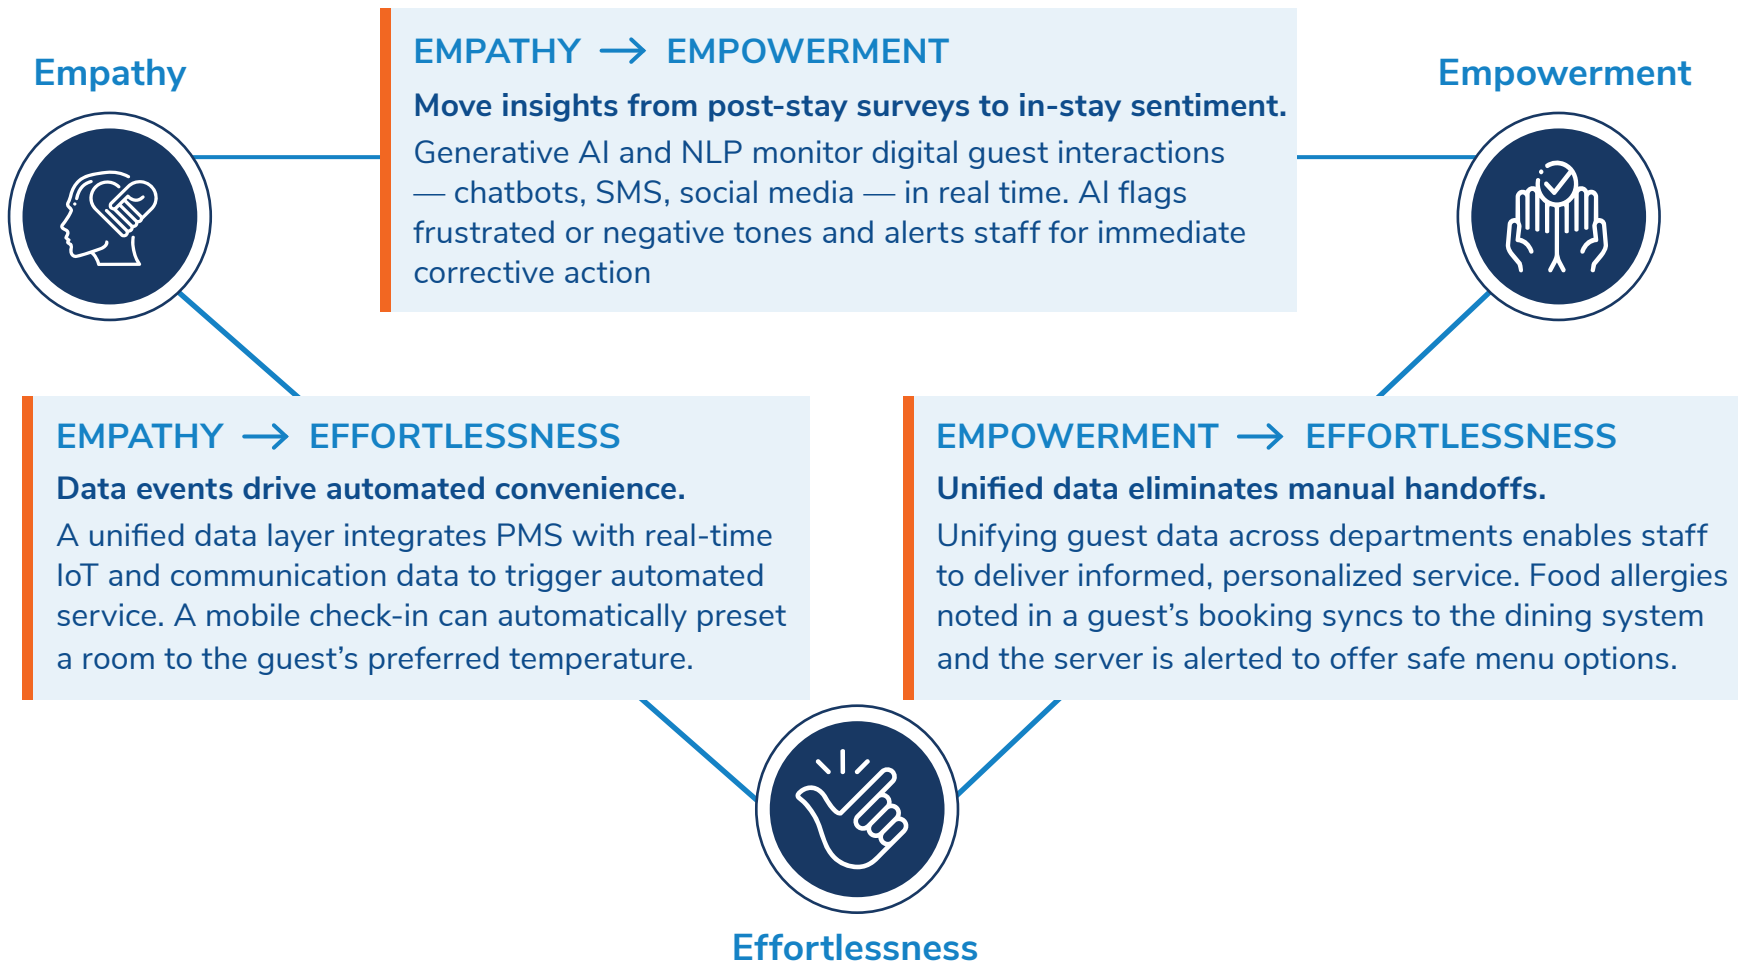 Empathy
EMPATHY → EMPOWERMENT
Move insights from post-stay surveys to in-stay sentiment.
Generative AI and NLP monitor digital guest interactions
— chatbots, SMS, social media — in real time. AI flags
frustrated or negative tones and alerts staff for immediate
corrective action
Empowerment
EMPATHY → EFFORTLESSNESS
Data events drive automated convenience.
A unified data layer integrates PMS with real-time
IoT and communication data to trigger automated
service. A mobile check-in can automatically preset
a room to the guest’s preferred temperature.
EMPOWERMENT → EFFORTLESSNESS
Unified data eliminates manual handoffs.
Unifying guest data across departments enables staff
to deliver informed, personalized service. Food allergies
noted in a guest’s booking syncs to the dining system
and the server is alerted to offer safe menu options.
Effortlessness